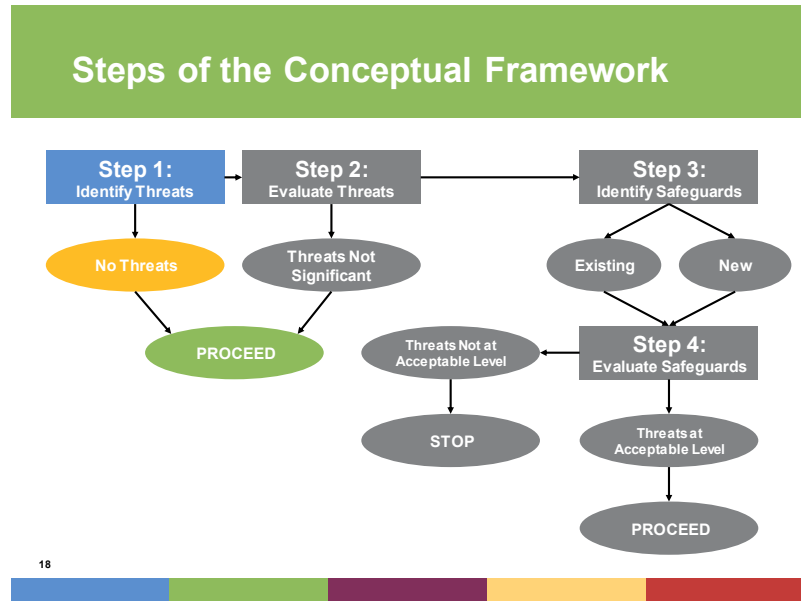 Steps of the Conceptual Framework
Step 1:
Identify Threats
Step 2:
Evaluate Threats
Step 3:
Identify Safeguards
No Threats
Threats Not
Significant
Existing
New
PROCEED
Threats Not at
Acceptable Level
Step 4:
Evaluate Safeguards
STOP
Threats at
Acceptable Level
PROCEED
18